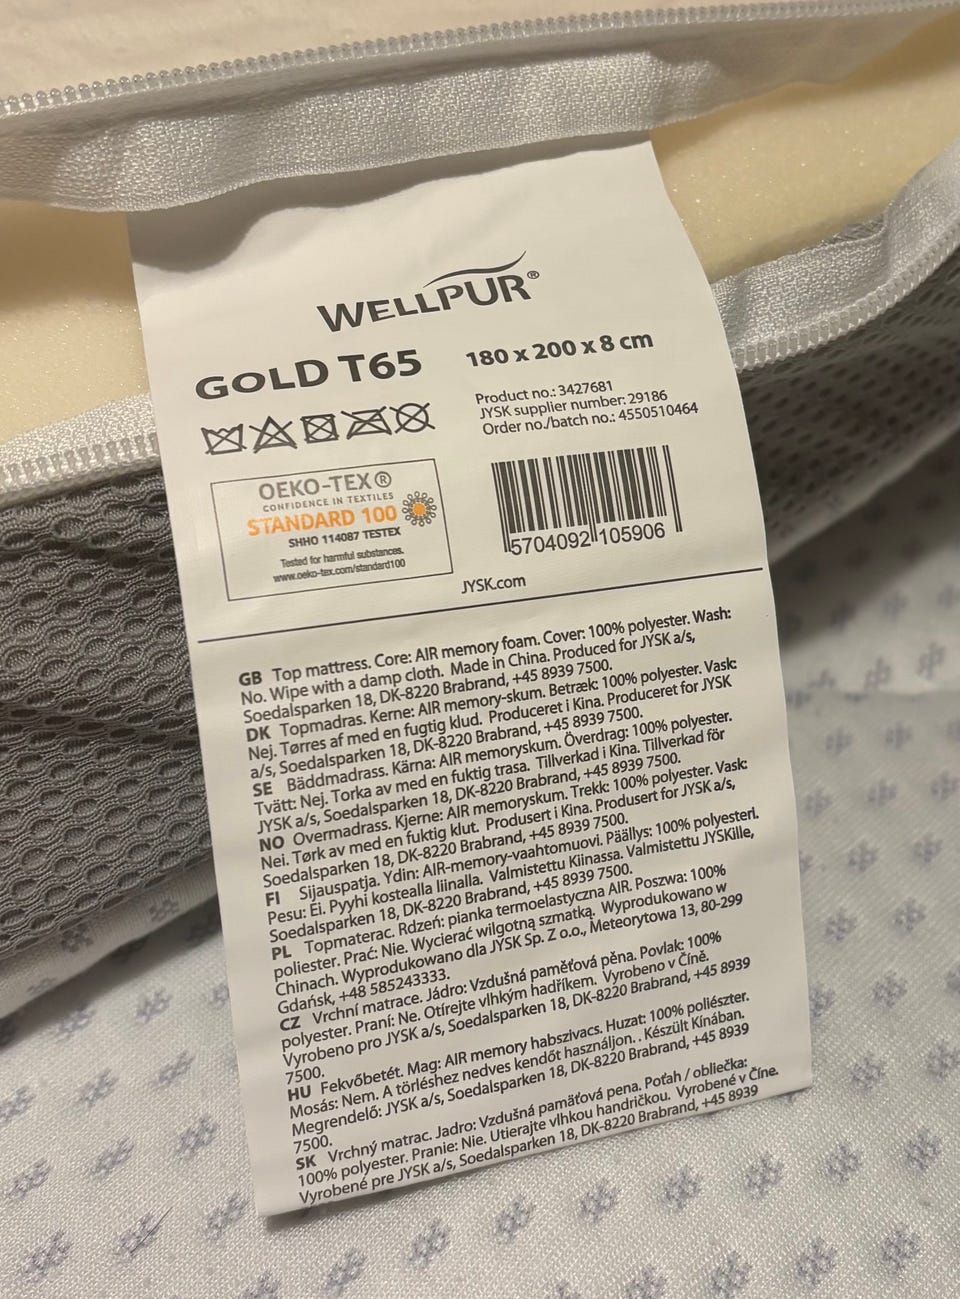 WELLPUR®
GOLD T65
180 x 200 x 8 cm
Product no.: 3427681
JYSK supplier number: 29186
Order no./batch no.: 4550510464
OEKO-TEX®
CONFIDENCE IN TEXTILES
STANDARD 100
SHHO 114087 TESTEX
Tested for harmful substances.
www.oeko-tex.com/standard100
5704092 105906
JYSK.com
GB Top mattress. Core: AIR memory foam. Cover: 100% polyester. Wash:
No. Wipe with a damp cloth. Made in China. Produced for JYSK a/s,
Soedalsparken 18, DK-8220 Brabrand, +45 8939 7500.
DK Topmadras. Kerne: AIR memory-skum. Betræk: 100% polyester. Vask:
Nej. Tørres af med en fugtig klud. Produceret i Kina. Produceret for JYSK
a/s, Soedalsparken 18, DK-8220 Brabrand, +45 8939 7500.
SE Bäddmadrass. Kärna: AIR memoryskum. Överdrag: 100% polyester.
Tvätt: Nej. Torka av med en fuktig trasa. Tillverkad i Kina. Tillverkad för
JYSK a/s, Soedalsparken 18, DK-8220 Brabrand, +45 8939 7500.
NO Overmadrass. Kjerne: AIR memoryskum. Trekk: 100% polyester. Vask:
Nei. Tørk av med en fuktig klut. Produsert i Kina. Produsert for JYSK a/s,
Soedalsparken 18, DK-8220 Brabrand, +45 8939 7500.
FI Sijauspatja. Ydin: AIR-memory-vaahtomuovi. Päällys: 100% polyesteri.
Pesu: Ei. Pyyhi kostealla liinalla. Valmistettu Kiinassa. Valmistettu JYSKille,
Soedalsparken 18, DK-8220 Brabrand, +45 8939 7500.
PL Topmaterac. Rdzeń: pianka termoelastyczna AIR. Poszwa: 100%
poliester. Prać: Nie. Wycierać wilgotną szmatką. Wyprodukowano w
Chinach. Wyprodukowano dla JYSK Sp. Z o.o., Meteorytowa 13, 80-299
Gdańsk, +48 585243333.
CZ Vrchní matrace. Jádro: Vzdušná paměťová pěna. Povlak: 100%
polyester. Praní: Ne. Otírejte vlhkým hadříkem. Vyrobeno v Číně.
Vyrobeno pro JYSK a/s, Soedalsparken 18, DK-8220 Brabrand, +45 8939
7500.
HU Fekvőbetét. Mag: AIR memory habszivacs. Huzat: 100% poliészter.
Mosás: Nem. A törléshez nedves kendőt használjon. . Készült Kínában.
Megrendelő: JYSK a/s, Soedalsparken 18, DK-8220 Brabrand, +45 8939
7500.
SK Vrchný matrac. Jadro: Vzdušná pamäťová pena. Poťah / obliečka:
100% polyester. Pranie: Nie. Utierajte vlhkou handričkou. Vyrobené v Číne.
Vyrobené pre JYSK a/s, Soedalsparken 18, DK-8220 Brabrand, +45 8939